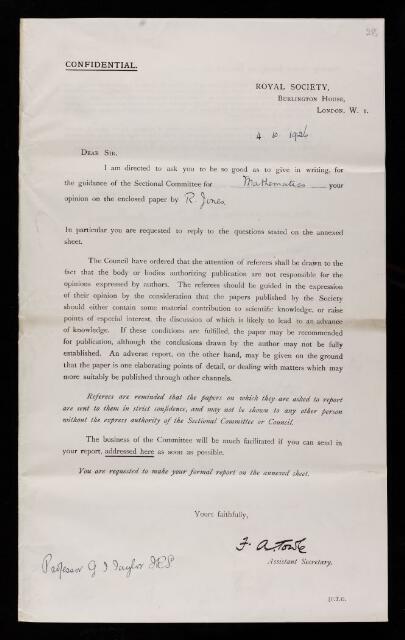 28
CONFIDENTIAL.
ROYAL SOCIETY,
BURLINGTON HOUSE,
LONDON, W. 1.
4 10 1926
DEAR SIR,
I am directed to ask you to be so good as to give in writing, for
the guidance of the Sectional Committee for Mathematics your
opinion on the enclosed paper by R. Jones
In particular you are requested to reply to the questions stated on the annexed
sheet.
The Council have ordered that the attention of referees shall be drawn to the
fact that the body or bodies authorizing publication are not responsible for the
opinions expressed by authors. The referees should be guided in the expression
of their opinion by the consideration that the papers published by the Society
should either contain some material contribution to scientific knowledge, or raise
points of especial interest, the discussion of which is likely to lead to an advance
of knowledge. If these conditions are fulfilled, the paper may be recommended
for publication, although the conclusions drawn by the author may not be fully
established. An adverse report, on the other hand, may be given on the ground
that the paper is one elaborating points of detail, or dealing with matters which may
more suitably be published through other channels.
Referees are reminded that the papers on which they are asked to report
are sent to them in strict confidence, and may not be shown to any other person
without the express authority of the Sectional Committee or Council.
The business of the Committee will be much facilitated if you can send in
your report, addressed here as soon as possible.
You are requested to make your formal report on the annexed sheet.
Yours faithfully,
F. A. Towle
Assistant Secretary.
Professor G I Taylor FRS
[P.T.O.